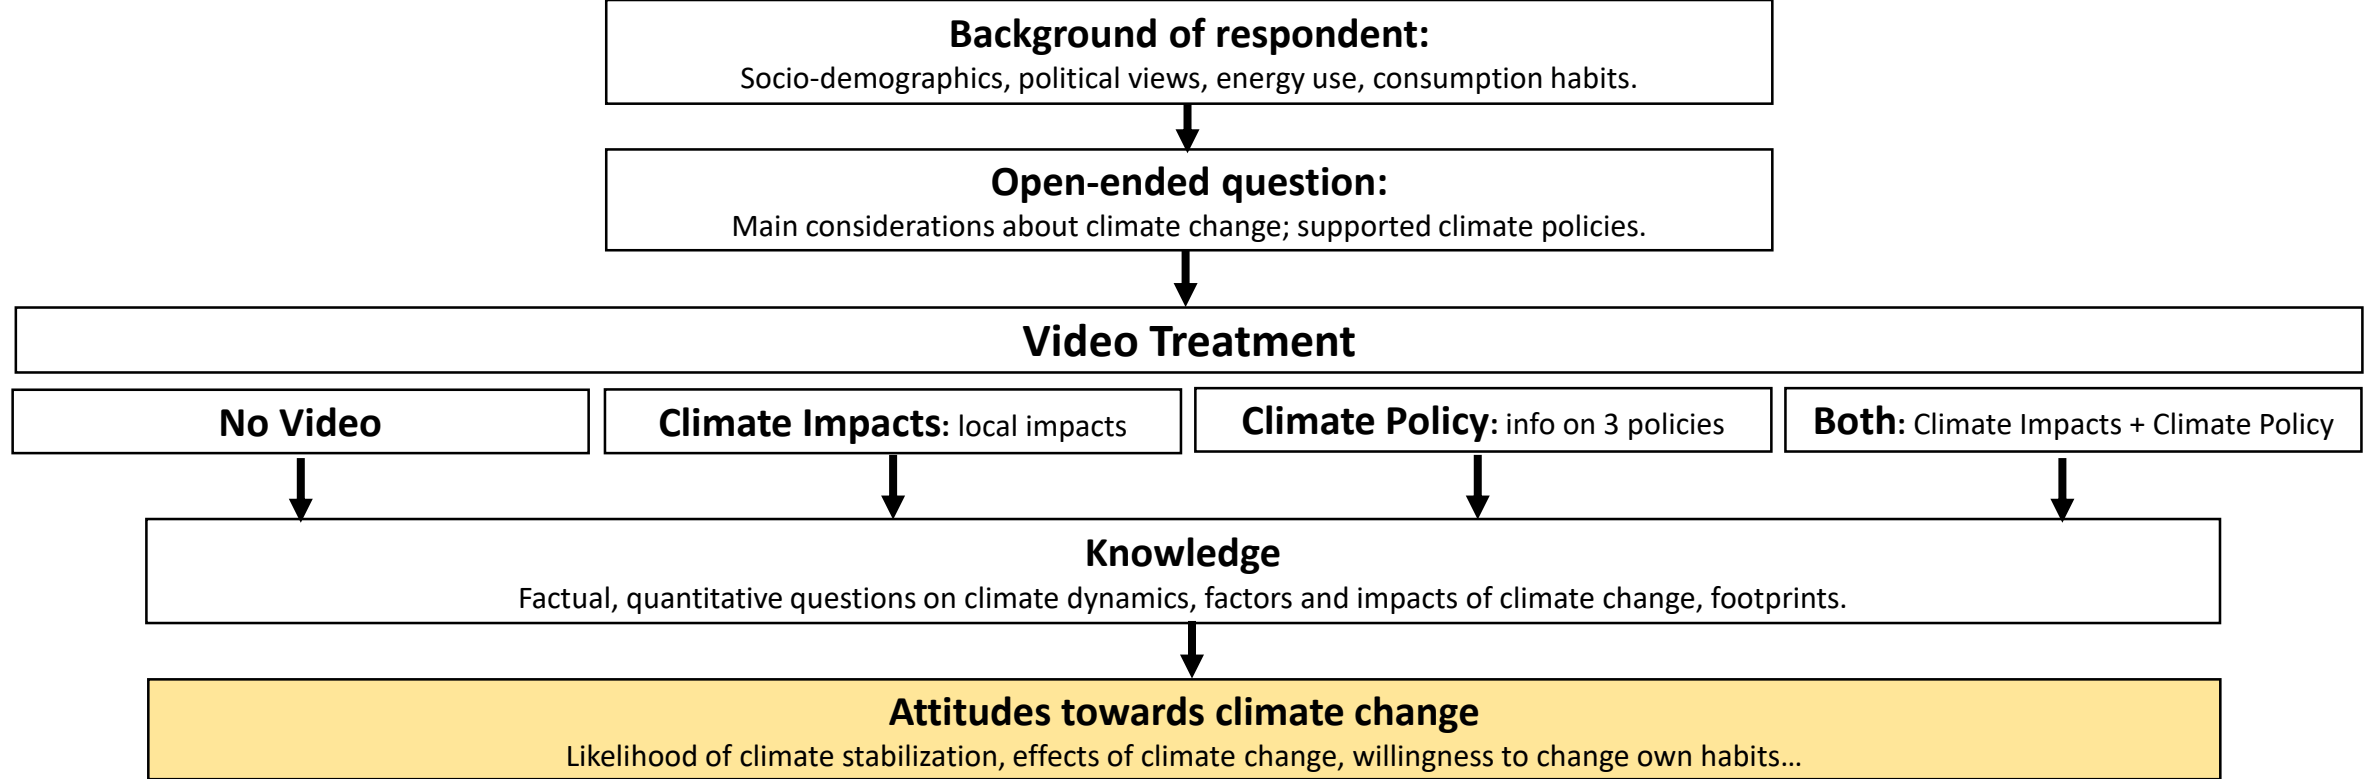 Background of respondent:
Socio-demographics, political views, energy use, consumption habits.
Open-ended question:
Main considerations about climate change; supported climate policies.
Video Treatment
No Video
Climate Impacts: local impacts
Climate Policy: info on 3 policies
Both: Climate Impacts + Climate Policy
Knowledge
Factual, quantitative questions on climate dynamics, factors and impacts of climate change, footprints.
Attitudes towards climate change
Likelihood of climate stabilization, effects of climate change, willingness to change own habits…